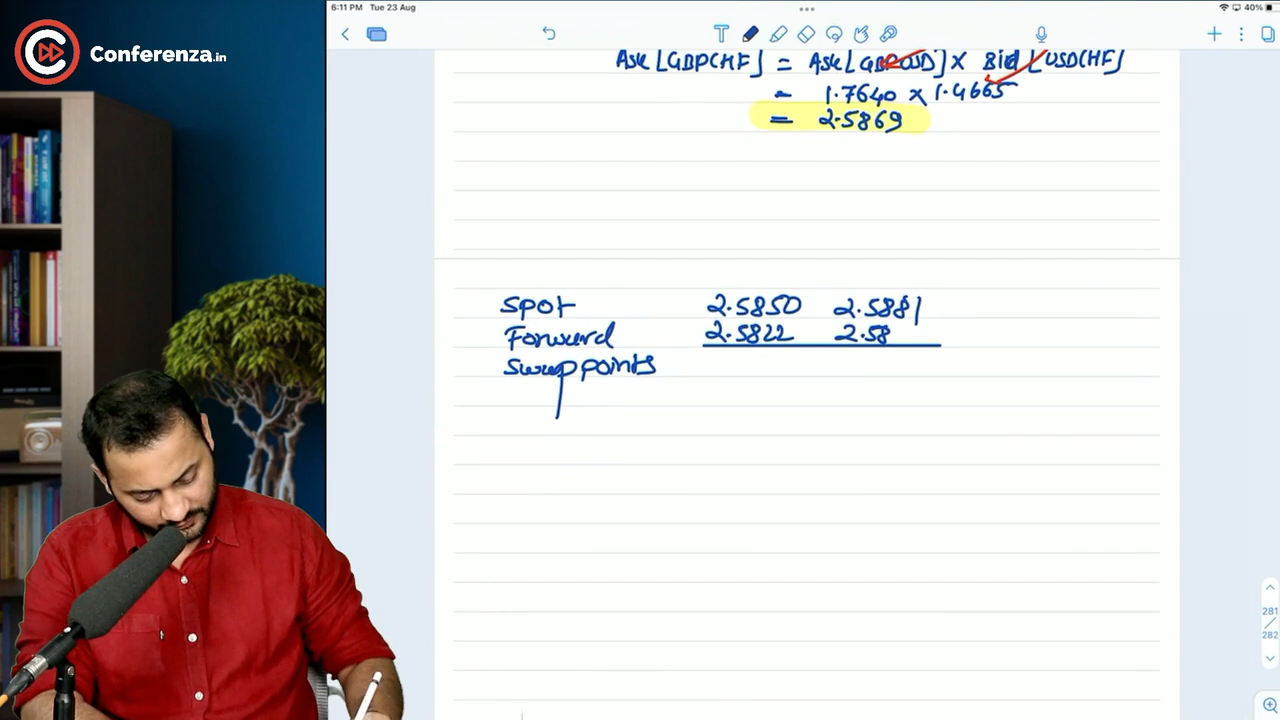 6:11 PM Tue 23 Aug
40%
Conferenza.in
Ask [GBPCHF] = Ask [GBPUSD] × Bid [USDCHF]
= 1.7640 × 1.4665
= 2.5869
Spot 2.5850 2.5881
Forward 2.5822 2.58
Swap points
281
282